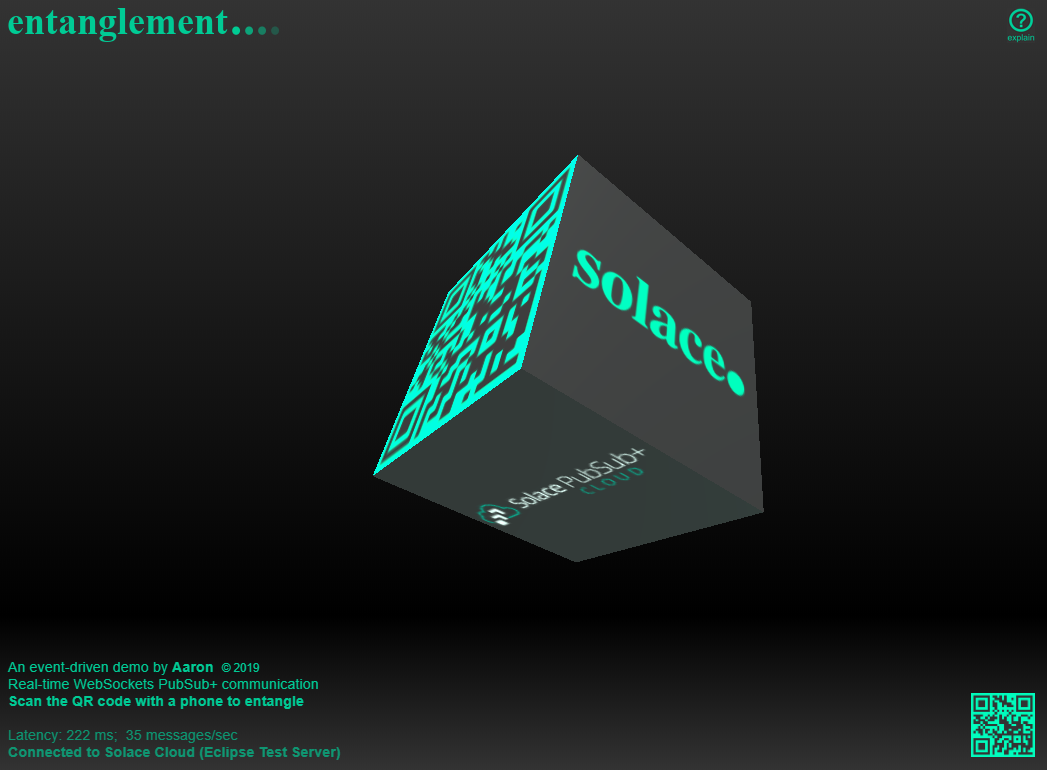 entanglement....
explain
solace
Solace PubSub+
CLOUD
An event-driven demo by Aaron © 2019
Real-time WebSockets PubSub+ communication
Scan the QR code with a phone to entangle
Latency: 222 ms; 35 messages/sec
Connected to Solace Cloud (Eclipse Test Server)